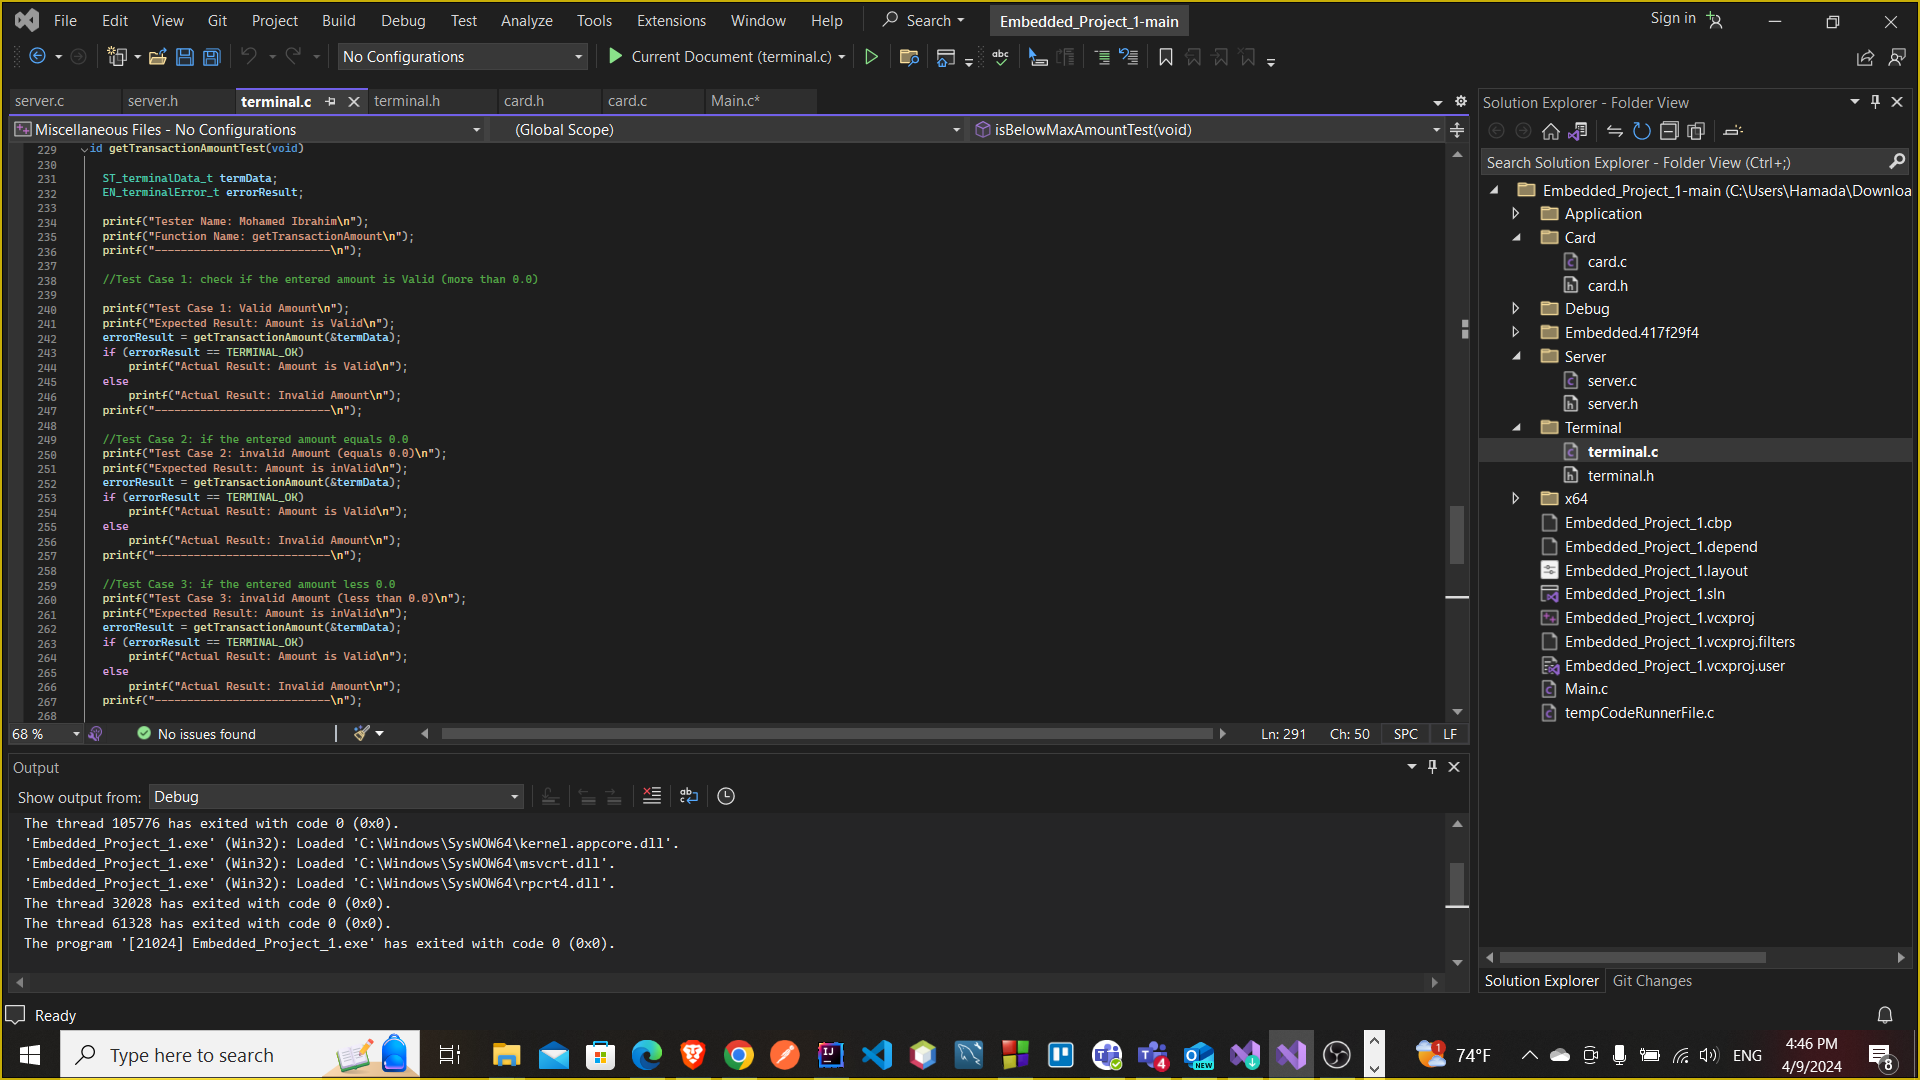 File Edit View Git Project Build Debug Test Analyze Tools Extensions Window Help Search Embedded_Project_1-main Sign in
No Configurations Current Document (terminal.c)
server.c server.h terminal.c terminal.h card.h card.c Main.c*
Miscellaneous Files - No Configurations (Global Scope) isBelowMaxAmountTest(void)
229 id getTransactionAmountTest(void)
230
231 ST_terminalData_t termData;
232 EN_terminalError_t errorResult;
233
234 printf("Tester Name: Mohamed Ibrahim\n");
235 printf("Function Name: getTransactionAmount\n");
236 printf("---------------------------\n");
237
238 //Test Case 1: check if the entered amount is Valid (more than 0.0)
239
240 printf("Test Case 1: Valid Amount\n");
241 printf("Expected Result: Amount is Valid\n");
242 errorResult = getTransactionAmount(&termData);
243 if (errorResult == TERMINAL_OK)
244 printf("Actual Result: Amount is Valid\n");
245 else
246 printf("Actual Result: Invalid Amount\n");
247 printf("---------------------------\n");
248
249 //Test Case 2: if the entered amount equals 0.0
250 printf("Test Case 2: invalid Amount (equals 0.0)\n");
251 printf("Expected Result: Amount is inValid\n");
252 errorResult = getTransactionAmount(&termData);
253 if (errorResult == TERMINAL_OK)
254 printf("Actual Result: Amount is Valid\n");
255 else
256 printf("Actual Result: Invalid Amount\n");
257 printf("---------------------------\n");
258
259 //Test Case 3: if the entered amount less 0.0
260 printf("Test Case 3: invalid Amount (less than 0.0)\n");
261 printf("Expected Result: Amount is inValid\n");
262 errorResult = getTransactionAmount(&termData);
263 if (errorResult == TERMINAL_OK)
264 printf("Actual Result: Amount is Valid\n");
265 else
266 printf("Actual Result: Invalid Amount\n");
267 printf("---------------------------\n");
268
68 % No issues found Ln: 291 Ch: 50 SPC LF
Output
Show output from: Debug
The thread 105776 has exited with code 0 (0x0).
'Embedded_Project_1.exe' (Win32): Loaded 'C:\Windows\SysWOW64\kernel.appcore.dll'.
'Embedded_Project_1.exe' (Win32): Loaded 'C:\Windows\SysWOW64\msvcrt.dll'.
'Embedded_Project_1.exe' (Win32): Loaded 'C:\Windows\SysWOW64\rpcrt4.dll'.
The thread 32028 has exited with code 0 (0x0).
The thread 61328 has exited with code 0 (0x0).
The program '[21024] Embedded_Project_1.exe' has exited with code 0 (0x0).
Solution Explorer - Folder View
Search Solution Explorer - Folder View (Ctrl+;)
Embedded_Project_1-main (C:\Users\Hamada\Downloa
Application
Card
card.c
card.h
Debug
Embedded.417f29f4
Server
server.c
server.h
Terminal
terminal.c
terminal.h
x64
Embedded_Project_1.cbp
Embedded_Project_1.depend
Embedded_Project_1.layout
Embedded_Project_1.sln
Embedded_Project_1.vcxproj
Embedded_Project_1.vcxproj.filters
Embedded_Project_1.vcxproj.user
Main.c
tempCodeRunnerFile.c
Solution Explorer Git Changes
Ready
Type here to search 74°F ENG 4:46 PM
4/9/2024